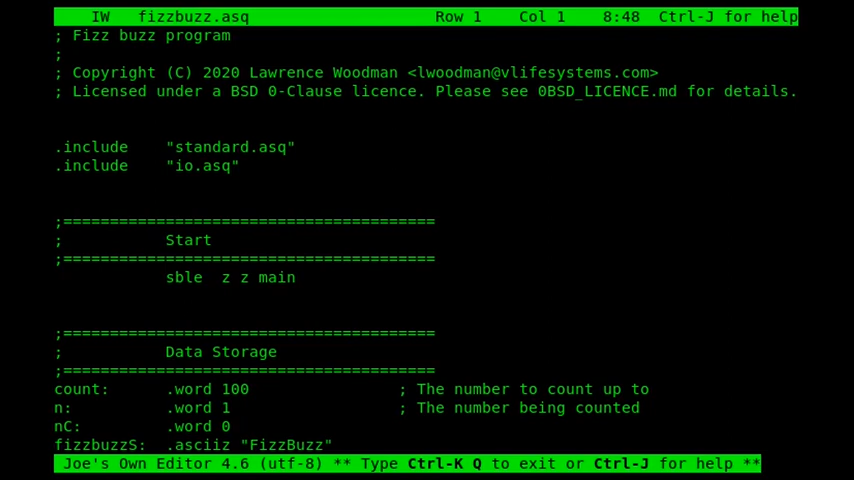 IW   fizzbuzz.asq                    Row 1    Col 1    8:48  Ctrl-J for help
; Fizz buzz program
;
; Copyright (C) 2020 Lawrence Woodman <lwoodman@vlifesystems.com>
; Licensed under a BSD 0-Clause licence. Please see 0BSD_LICENCE.md for details.
.include    "standard.asq"
.include    "io.asq"
;========================================
;           Start
;========================================
            sble  z z main
;========================================
;           Data Storage
;========================================
count:      .word 100                ; The number to count up to
n:          .word 1                  ; The number being counted
nC:         .word 0
fizzbuzzS:  .asciiz "FizzBuzz"
Joe's Own Editor 4.6 (utf-8) ** Type Ctrl-K Q to exit or Ctrl-J for help **